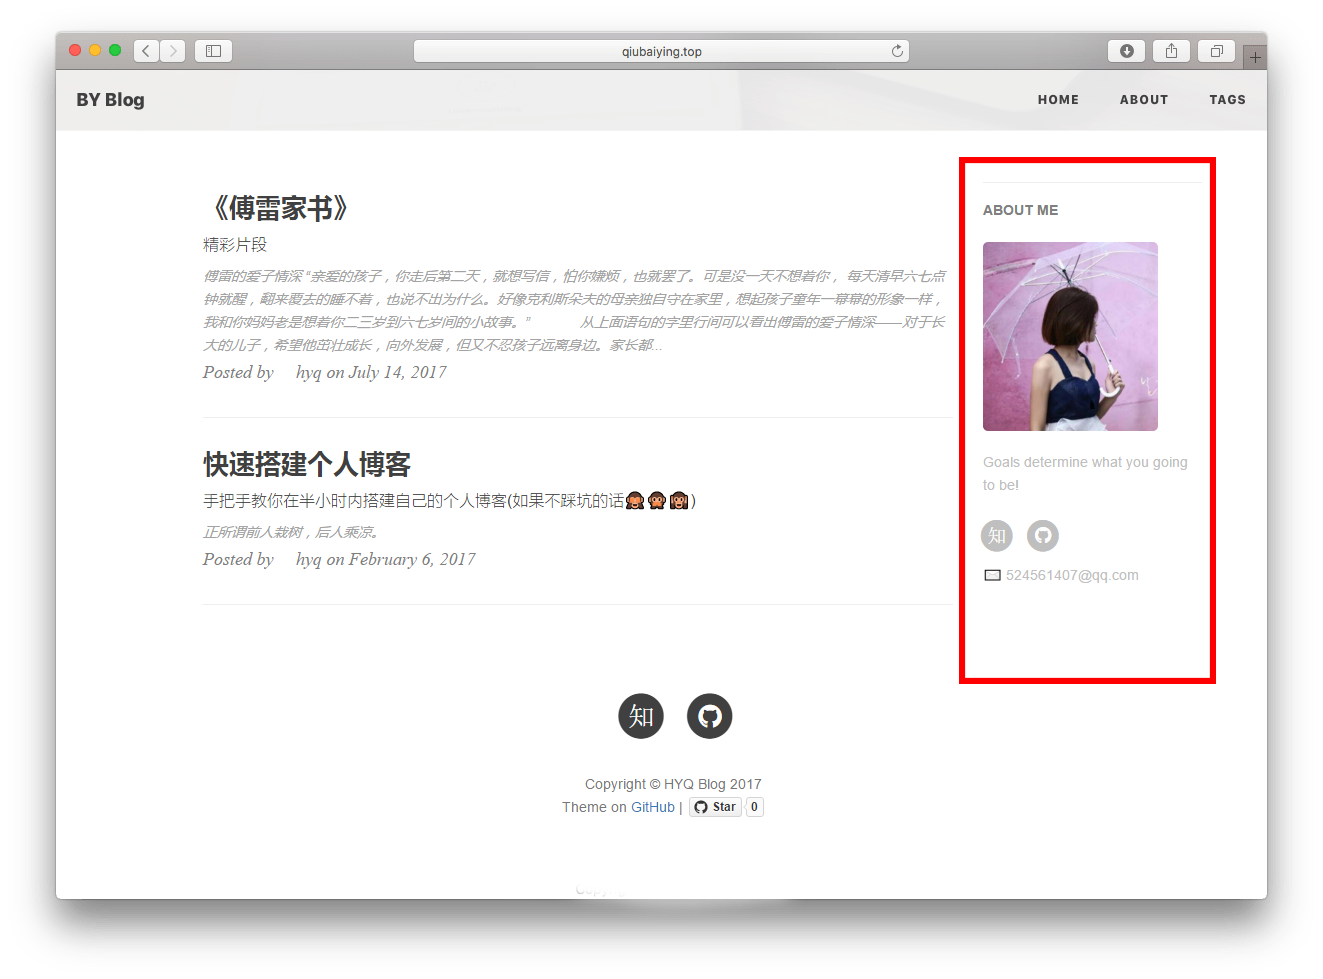 qiubaiying.top
BY Blog
HOME ABOUT TAGS
《傅雷家书》
精彩片段
傅雷的爱子情深 “亲爱的孩子，你走后第二天，就想写信，怕你嫌烦，也就罢了。可是没一天不想着你， 每天清早六七点
钟就醒，翻来覆去的睡不着，也说不出为什么。好像克利斯朵夫的母亲独自守在家里，想起孩子童年一幕幕的形象一样，
我和你妈妈老是想着你二三岁到六七岁间的小故事。” 从上面语句的字里行间可以看出傅雷的爱子情深——对于长
大的儿子，希望他茁壮成长，向外发展，但又不忍孩子远离身边。家长都...
Posted by hyq on July 14, 2017
快速搭建个人博客
手把手教你在半小时内搭建自己的个人博客(如果不踩坑的话🙈🙊🙉)
正所谓前人栽树，后人乘凉。
Posted by hyq on February 6, 2017
ABOUT ME
Goals determine what you going
to be!
知
524561407@qq.com
知
Copyright © HYQ Blog 2017
Theme on GitHub | Star 0